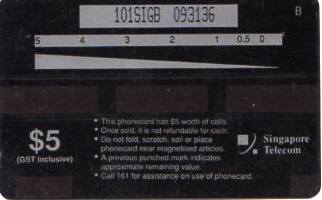 101SIGB 093136
B
5 4 3 2 1 0.5 0
• This phonecard has $5 worth of calls.
• Once sold, it is not refundable for cash.
• Do not fold, scratch, soil or place
phonecard near magnetised articles.
• A previous punched mark indicates
approximate remaining value.
• Call 161 for assistance on use of phonecard.
$5
(GST inclusive)
Singapore
Telecom